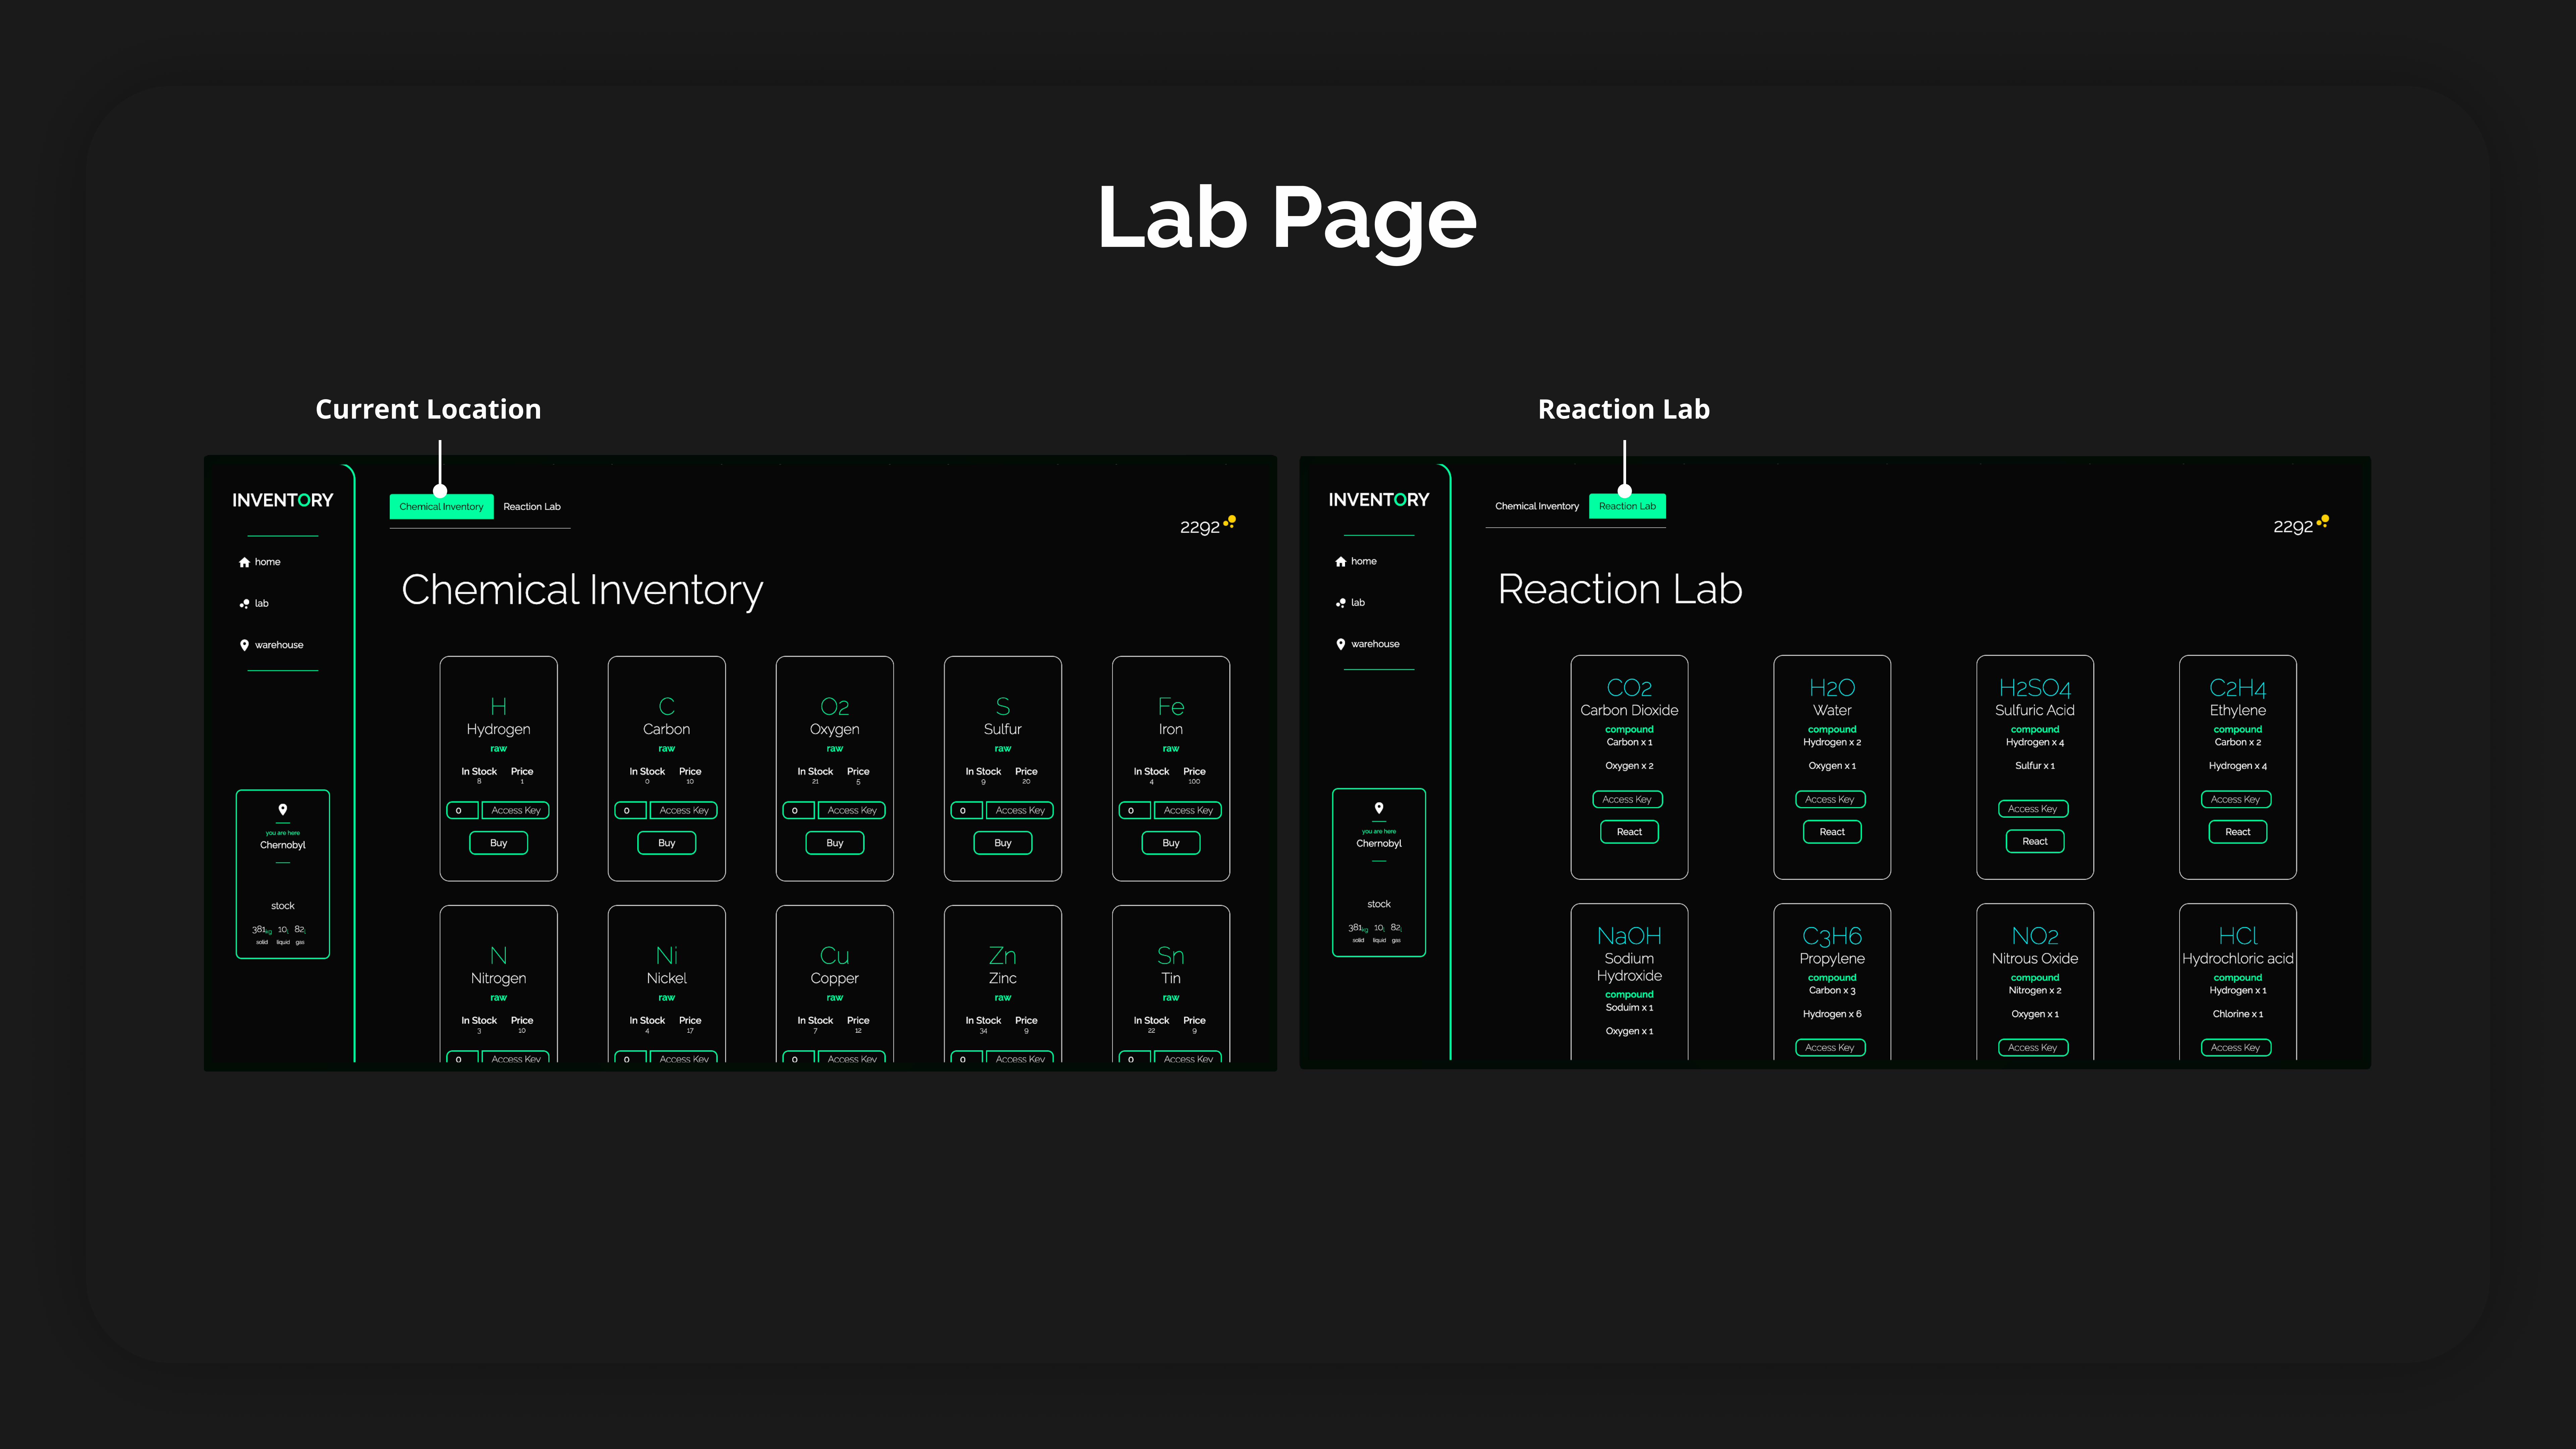 Lab Page
Current Location
INVENTORY
Chemical Inventory Reaction Lab
2292
home
lab
warehouse
you are here
Chernobyl
stock
381kg 10l 82l
solid liquid gas
Chemical Inventory
H C O2 S Fe
Hydrogen Carbon Oxygen Sulfur Iron
raw raw raw raw raw
In Stock Price In Stock Price In Stock Price In Stock Price In Stock Price
8 1 0 10 21 5 9 20 4 100
0 Access Key 0 Access Key 0 Access Key 0 Access Key 0 Access Key
Buy Buy Buy Buy Buy
N Ni Cu Zn Sn
Nitrogen Nickel Copper Zinc Tin
raw raw raw raw raw
In Stock Price In Stock Price In Stock Price In Stock Price In Stock Price
3 10 4 17 7 12 34 9 22 9
0 Access Key 0 Access Key 0 Access Key 0 Access Key 0 Access Key
Reaction Lab
INVENTORY
Chemical Inventory Reaction Lab
2292
home
lab
warehouse
you are here
Chernobyl
stock
381kg 10l 82l
solid liquid gas
Reaction Lab
CO2
Carbon Dioxide
compound
Carbon x 1
Oxygen x 2
Access Key
React
H2O
Water
compound
Hydrogen x 2
Oxygen x 1
Access Key
React
H2SO4
Sulfuric Acid
compound
Hydrogen x 4
Sulfur x 1
Access Key
React
C2H4
Ethylene
compound
Carbon x 2
Hydrogen x 4
Access Key
React
NaOH
Sodium
Hydroxide
compound
Soduim x 1
Oxygen x 1
C3H6
Propylene
compound
Carbon x 3
Hydrogen x 6
Access Key
NO2
Nitrous Oxide
compound
Nitrogen x 2
Oxygen x 1
Access Key
HCl
Hydrochloric acid
compound
Hydrogen x 1
Chlorine x 1
Access Key